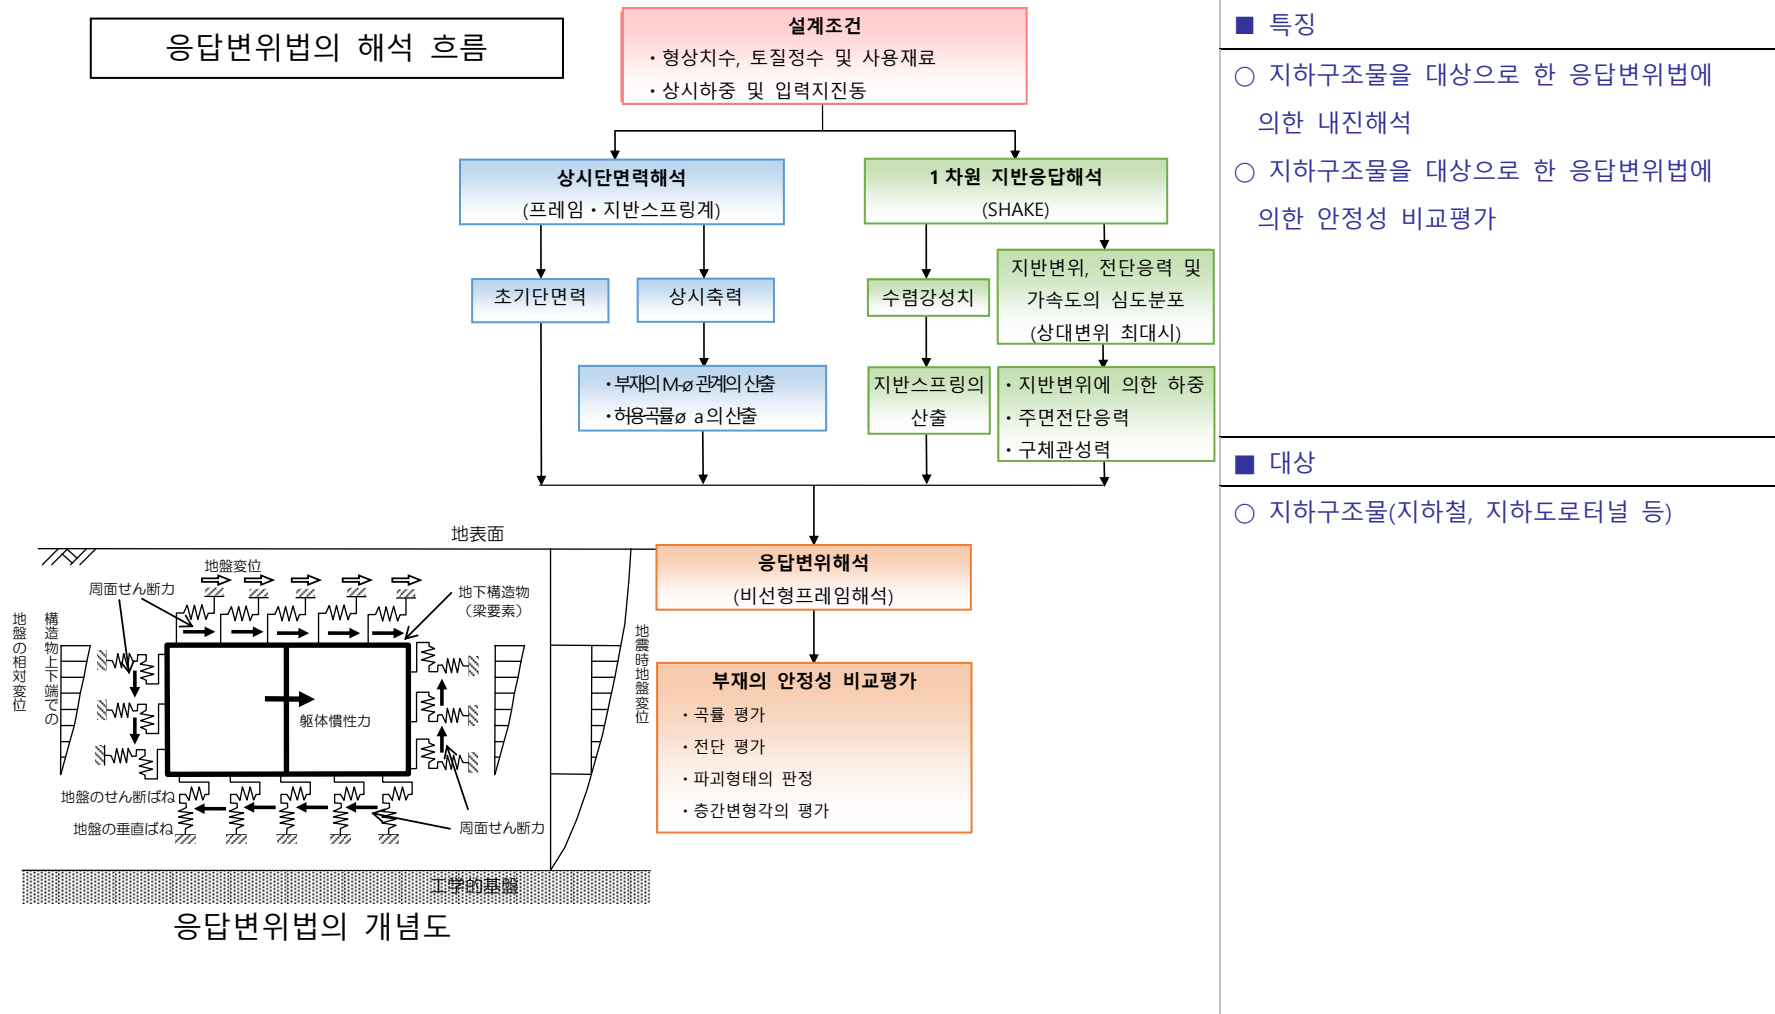 응답변위법의 해석 흐름
설계조건
・형상치수, 토질정수 및 사용재료
・상시하중 및 입력지진동
상시단면력해석
(프레임・지반스프링계)
1차원 지반응답해석
(SHAKE)
초기단면력
상시축력
수렴강성치
지반변위, 전단응력 및
가속도의 심도분포
(상대변위 최대시)
・부재의 M-ø 관계의 산출
・허용곡률ø a의 산출
지반스프링의
산출
・지반변위에 의한 하중
・주면전단응력
・구체관성력
응답변위해석
(비선형프레임해석)
부재의 안정성 비교평가
・곡률 평가
・전단 평가
・파괴형태의 판정
・층간변형각의 평가
地表面
地盤変位
周面せん断力
地下構造物
（梁要素）
構造物上下端での
地盤の相対変位
地震時地盤変位
躯体慣性力
地盤のせん断ばね
地盤の垂直ばね
周面せん断力
工学的基盤
응답변위법의 개념도
■ 특징
○ 지하구조물을 대상으로 한 응답변위법에
의한 내진해석
○ 지하구조물을 대상으로 한 응답변위법에
의한 안정성 비교평가
■ 대상
○ 지하구조물(지하철, 지하도로터널 등)